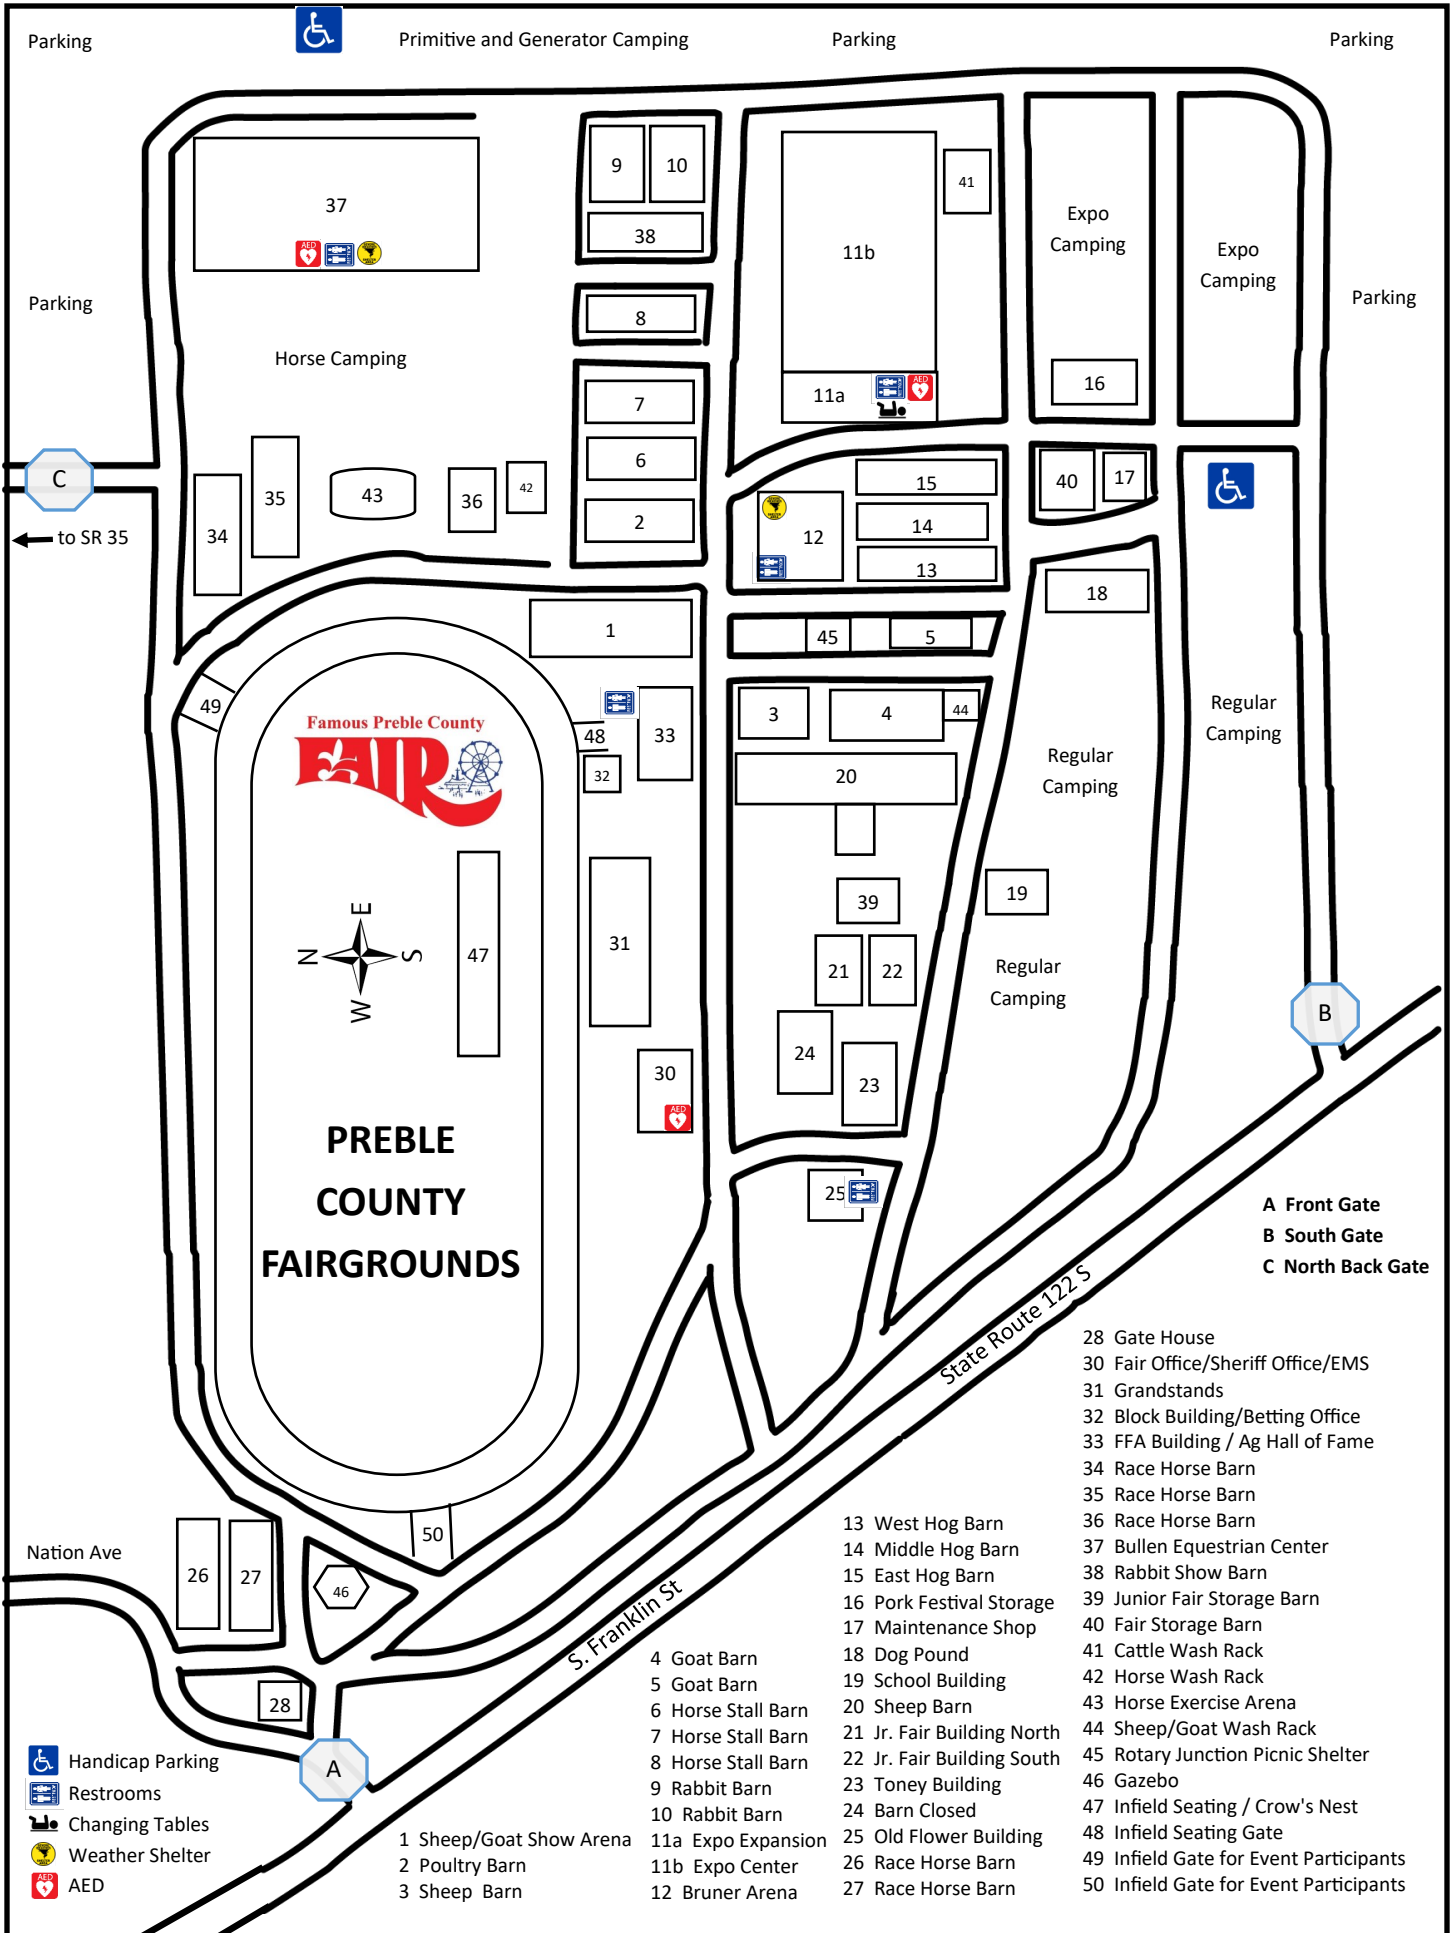 Parking
Primitive and Generator Camping
Parking
Parking
9
10
37
AED
38
41
11b
Expo
Camping
Expo
Camping
Parking
Parking
8
Horse Camping
7
11a
AED
16
6
C
35
43
36
42
15
40
17
2
14
34
12
to SR 35
13
18
1
45
5
49
Famous Preble County
FAIR
48
33
3
4
44
32
20
Regular
Camping
Regular
Camping
39
19
E
N
S
W
47
31
21
22
Regular
Camping
B
24
23
30
AED
PREBLE
COUNTY
FAIRGROUNDS
25
A Front Gate
B South Gate
C North Back Gate
State Route 122 S
S. Franklin St
50
Nation Ave
26
27
46
28
A
Handicap Parking
Restrooms
Changing Tables
Weather Shelter
AED
AED
1 Sheep/Goat Show Arena
2 Poultry Barn
3 Sheep Barn
4 Goat Barn
5 Goat Barn
6 Horse Stall Barn
7 Horse Stall Barn
8 Horse Stall Barn
9 Rabbit Barn
10 Rabbit Barn
11a Expo Expansion
11b Expo Center
12 Bruner Arena
13 West Hog Barn
14 Middle Hog Barn
15 East Hog Barn
16 Pork Festival Storage
17 Maintenance Shop
18 Dog Pound
19 School Building
20 Sheep Barn
21 Jr. Fair Building North
22 Jr. Fair Building South
23 Toney Building
24 Barn Closed
25 Old Flower Building
26 Race Horse Barn
27 Race Horse Barn
28 Gate House
30 Fair Office/Sheriff Office/EMS
31 Grandstands
32 Block Building/Betting Office
33 FFA Building / Ag Hall of Fame
34 Race Horse Barn
35 Race Horse Barn
36 Race Horse Barn
37 Bullen Equestrian Center
38 Rabbit Show Barn
39 Junior Fair Storage Barn
40 Fair Storage Barn
41 Cattle Wash Rack
42 Horse Wash Rack
43 Horse Exercise Arena
44 Sheep/Goat Wash Rack
45 Rotary Junction Picnic Shelter
46 Gazebo
47 Infield Seating / Crow's Nest
48 Infield Seating Gate
49 Infield Gate for Event Participants
50 Infield Gate for Event Participants